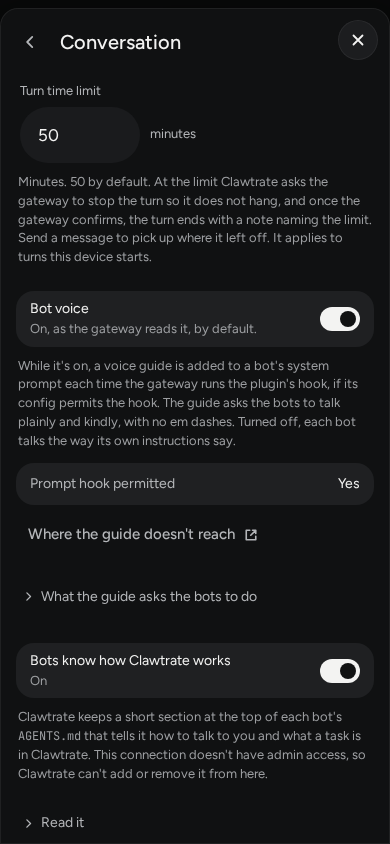 Conversation
Turn time limit
50
minutes
Minutes. 50 by default. At the limit Clawtrate asks the
gateway to stop the turn so it does not hang, and once the
gateway confirms, the turn ends with a note naming the limit.
Send a message to pick up where it left off. It applies to
turns this device starts.
Bot voice
On, as the gateway reads it, by default.
While it's on, a voice guide is added to a bot's system
prompt each time the gateway runs the plugin's hook, if its
config permits the hook. The guide asks the bots to talk
plainly and kindly, with no em dashes. Turned off, each bot
talks the way its own instructions say.
Prompt hook permitted
Yes
Where the guide doesn't reach
What the guide asks the bots to do
Bots know how Clawtrate works
On
Clawtrate keeps a short section at the top of each bot's
AGENTS.md that tells it how to talk to you and what a task is
in Clawtrate. This connection doesn't have admin access, so
Clawtrate can't add or remove it from here.
Read it